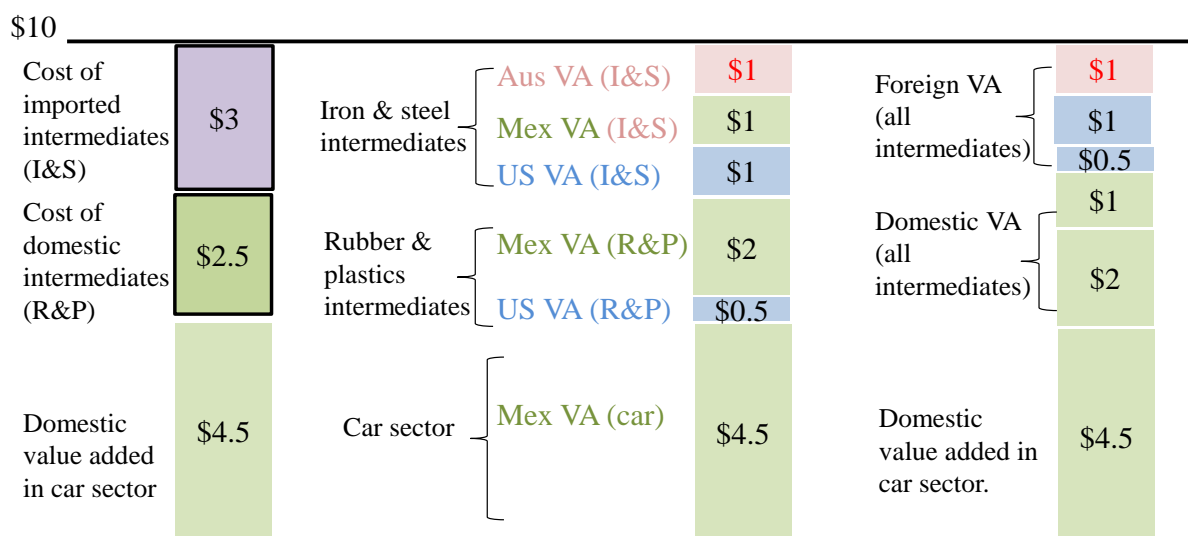 $10
Cost of
imported
intermediates
(I&S)
$3
Cost of
domestic
intermediates
(R&P)
$2.5
Domestic
value added
in car sector
$4.5
Iron & steel
intermediates
Aus VA (I&S)
$1
Mex VA (I&S)
$1
US VA (I&S)
$1
Rubber &
plastics
intermediates
Mex VA (R&P)
$2
US VA (R&P)
$0.5
Car sector
Mex VA (car)
$4.5
Foreign VA
(all
intermediates)
$1
$1
$0.5
Domestic VA
(all
intermediates)
$1
$2
Domestic
value added in
car sector.
$4.5